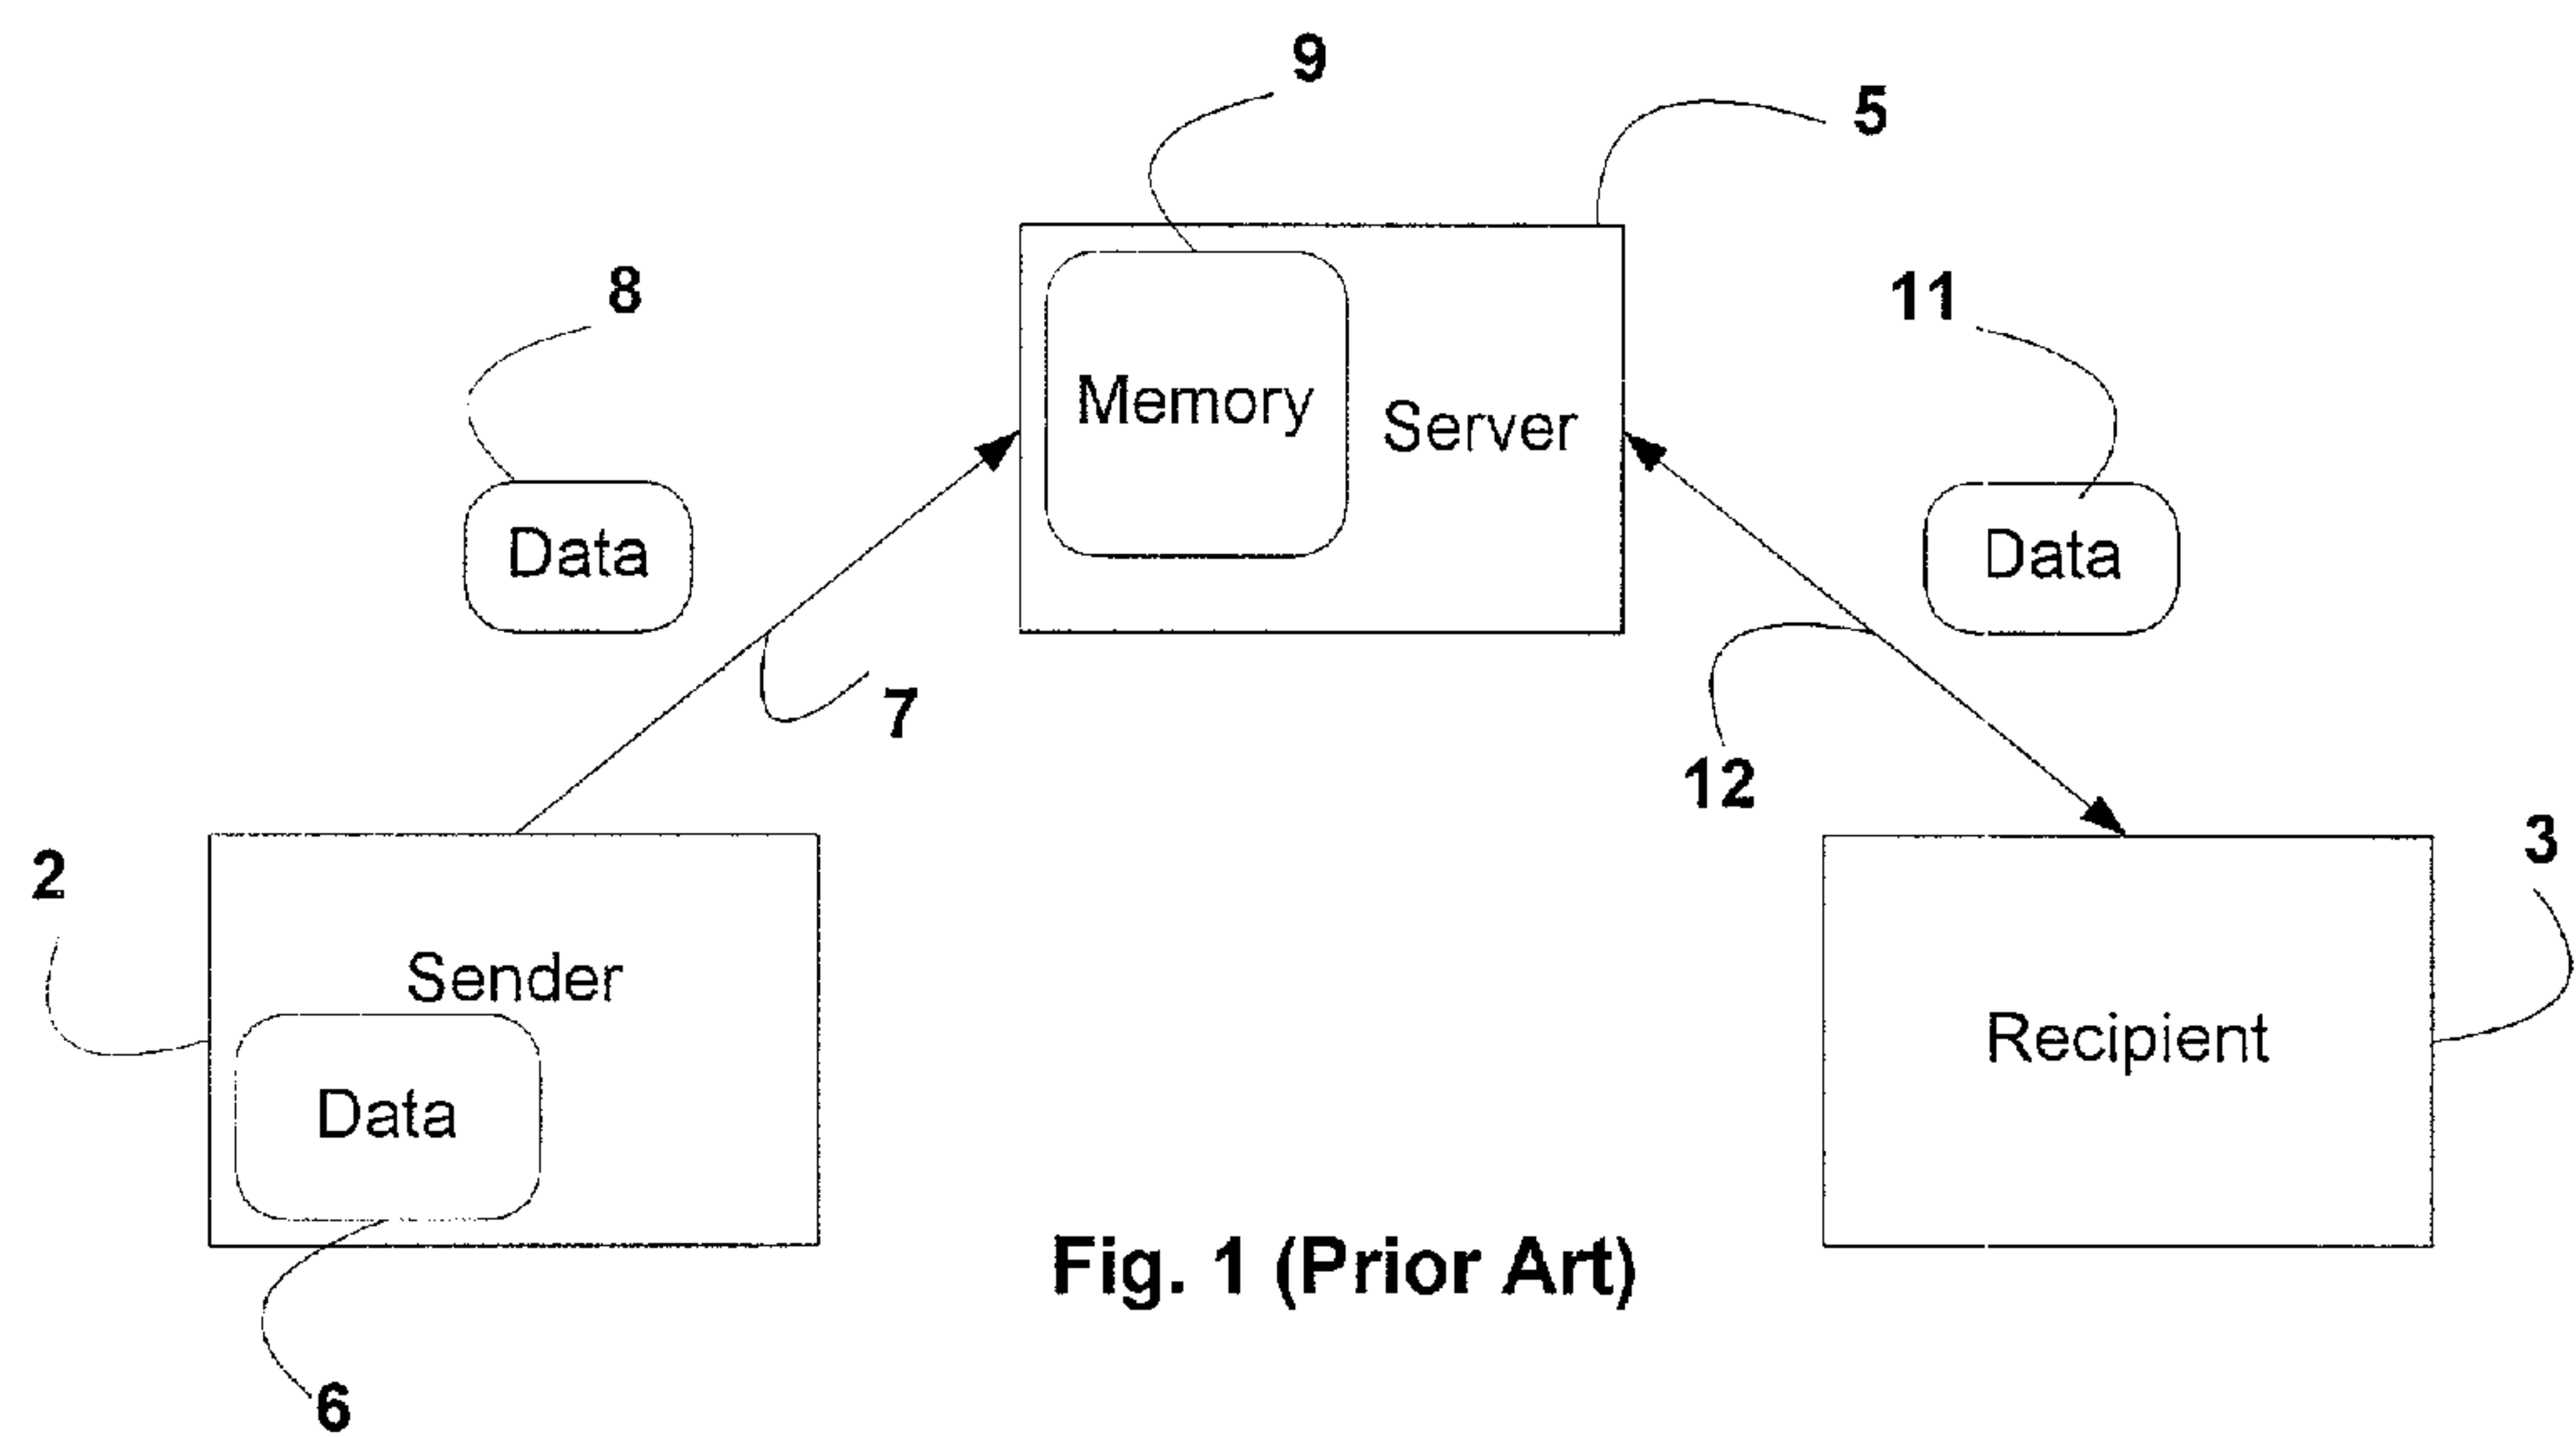 9
5
8
11
Memory
Server
Data
Data
7
12
2
3
Sender
Recipient
Data
Fig. 1 (Prior Art)
6